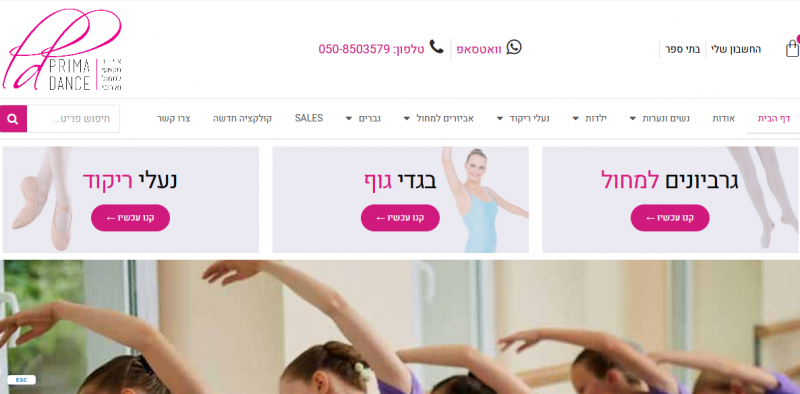 PRIMA
DANCE
וואטסאפ
טלפון: 050-8503579
החשבון שלי
בתי ספר
דף הבית
אודות
נשים ונערות
ילדות
נעלי ריקוד
אביזרים למחול
גברים
SALES
קולקציה חדשה
צרו קשר
חיפוש פריט...
גרביונים למחול
קנו עכשיו ←
בגדי גוף
קנו עכשיו ←
נעלי ריקוד
קנו עכשיו ←
ESC